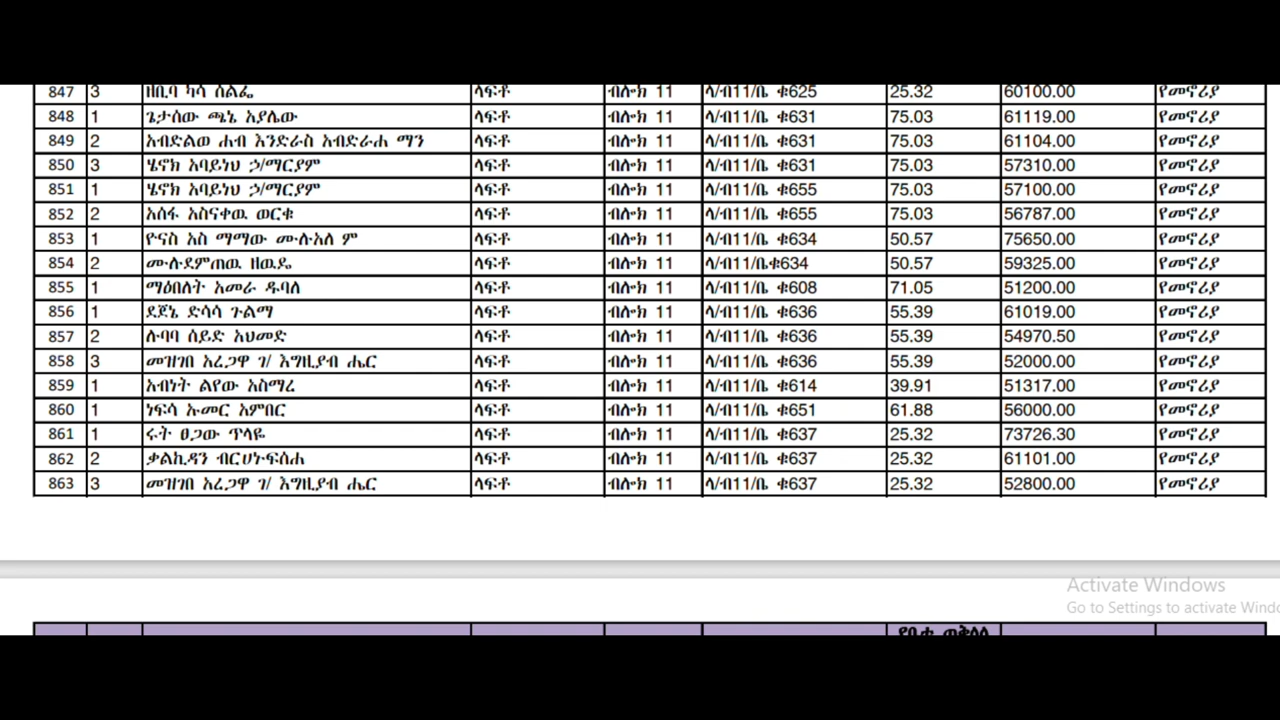 847 3 ዘቢባ ካሳ ሰልፌ ላፍቶ ብሎክ 11 ላ/ብ11/ቤ ቁ625 25.32 60100.00 የመኖሪያ
848 1 ጌታሰው ጫኔ አያሌው ላፍቶ ብሎክ 11 ላ/ብ11/ቤ ቁ631 75.03 61119.00 የመኖሪያ
849 2 አብድልወ ሐብ እንድራስ አብድራሐ ማን ላፍቶ ብሎክ 11 ላ/ብ11/ቤ ቁ631 75.03 61104.00 የመኖሪያ
850 3 ሄኖክ አባይነህ ኃ/ማርያም ላፍቶ ብሎክ 11 ላ/ብ11/ቤ ቁ631 75.03 57310.00 የመኖሪያ
851 1 ሄኖክ አባይነህ ኃ/ማርያም ላፍቶ ብሎክ 11 ላ/ብ11/ቤ ቁ655 75.03 57100.00 የመኖሪያ
852 2 አሰፋ አስናቀዉ ወርቁ ላፍቶ ብሎክ 11 ላ/ብ11/ቤ ቁ655 75.03 56787.00 የመኖሪያ
853 1 ዮናስ አስ ማማው ሙሉአለ ም ላፍቶ ብሎክ 11 ላ/ብ11/ቤ ቁ634 50.57 75650.00 የመኖሪያ
854 2 ሙሉደምጠዉ ዘዉዴ ላፍቶ ብሎክ 11 ላ/ብ11/ቤቁ634 50.57 59325.00 የመኖሪያ
855 1 ማዕበለት አመራ ዱባለ ላፍቶ ብሎክ 11 ላ/ብ11/ቤ ቁ608 71.05 51200.00 የመኖሪያ
856 1 ደጀኔ ድሳሳ ጉልማ ላፍቶ ብሎክ 11 ላ/ብ11/ቤ ቁ636 55.39 61019.00 የመኖሪያ
857 2 ሉባባ ሰይድ አህመድ ላፍቶ ብሎክ 11 ላ/ብ11/ቤ ቁ636 55.39 54970.50 የመኖሪያ
858 3 መዝገበ አረጋዋ ገ/ እግዚያብ ሔር ላፍቶ ብሎክ 11 ላ/ብ11/ቤ ቁ636 55.39 52000.00 የመኖሪያ
859 1 አብነት ልየው አስማረ ላፍቶ ብሎክ 11 ላ/ብ11/ቤ ቁ614 39.91 51317.00 የመኖሪያ
860 1 ነፍሳ ኡመር አምበር ላፍቶ ብሎክ 11 ላ/ብ11/ቤ ቁ651 61.88 56000.00 የመኖሪያ
861 1 ሩት ፀጋው ጥላዬ ላፍቶ ብሎክ 11 ላ/ብ11/ቤ ቁ637 25.32 73726.30 የመኖሪያ
862 2 ቃልኪዳን ብርሀኑፍሰሐ ላፍቶ ብሎክ 11 ላ/ብ11/ቤ ቁ637 25.32 61101.00 የመኖሪያ
863 3 መዝገበ አረጋዋ ገ/ እግዚያብ ሔር ላፍቶ ብሎክ 11 ላ/ብ11/ቤ ቁ637 25.32 52800.00 የመኖሪያ
Activate Windows
Go to Settings to activate